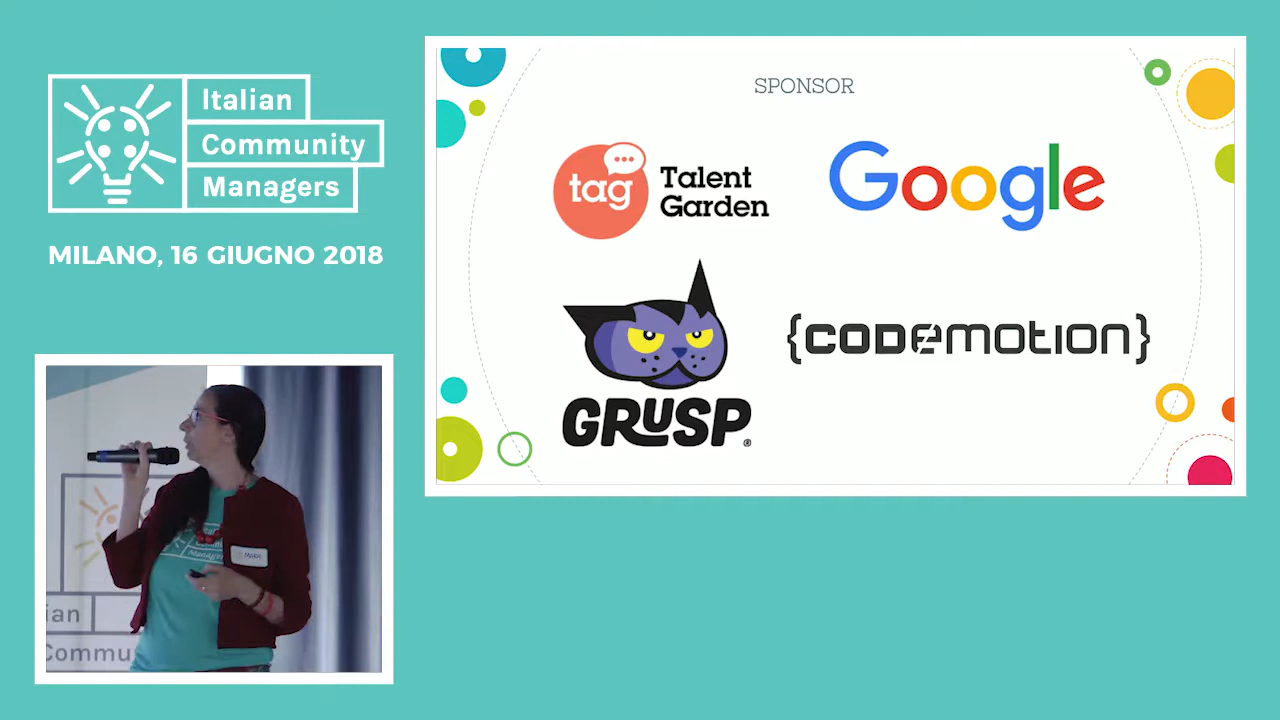 Italian
Community
Managers
MILANO, 16 GIUGNO 2018
SPONSOR
tag
Talent
Garden
Google
GRUSP
®
{CODEMOTION}
ian
Commu